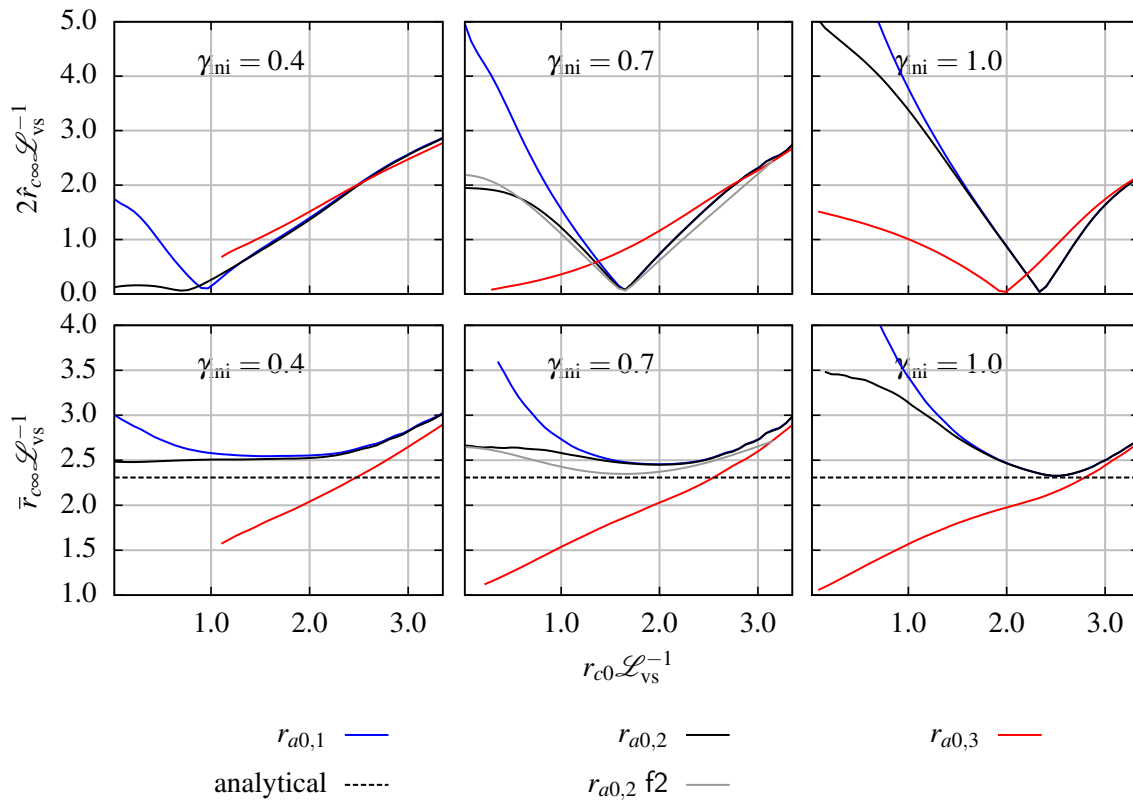 5.0
4.0
3.0
2.0
1.0
0.0
2r̂c∞ℒvs⁻¹
γni = 0.4
γni = 0.7
γni = 1.0
4.0
3.5
3.0
2.5
2.0
1.5
1.0
r̄c∞ℒvs⁻¹
γni = 0.4
γni = 0.7
γni = 1.0
1.0 2.0 3.0
1.0 2.0 3.0
1.0 2.0 3.0
rc0ℒvs⁻¹
ra0,1 ra0,2 ra0,3
analytical ra0,2 f2